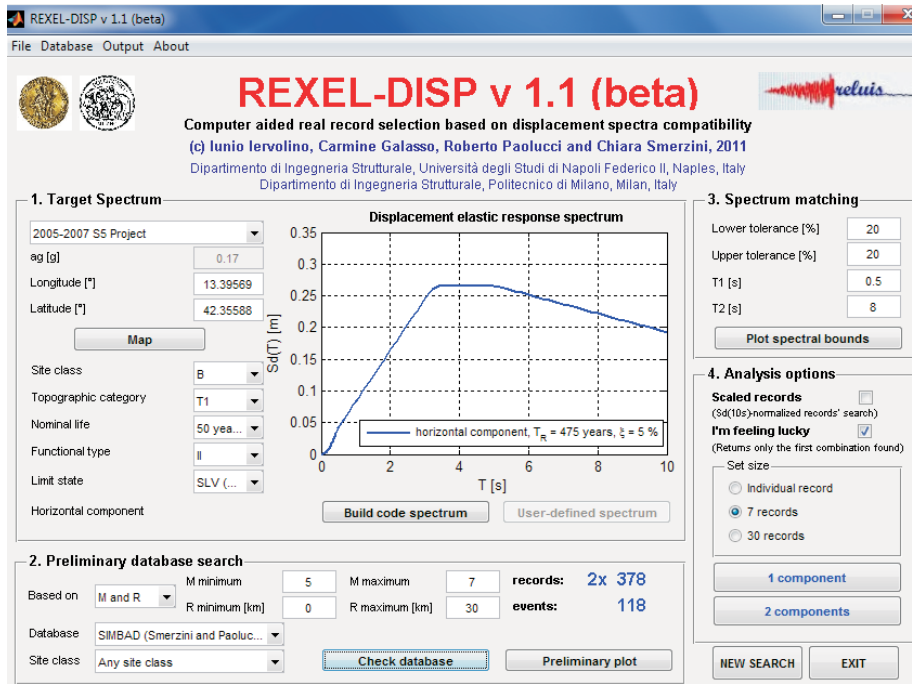 REXEL-DISP v 1.1 (beta)
File Database Output About
REXEL-DISP v 1.1 (beta)
reluis
Computer aided real record selection based on displacement spectra compatibility
(c) Iunio Iervolino, Carmine Galasso, Roberto Paolucci and Chiara Smerzini, 2011
Dipartimento di Ingegneria Strutturale, Università degli Studi di Napoli Federico II, Naples, Italy
Dipartimento di Ingegneria Strutturale, Politecnico di Milano, Milan, Italy
1. Target Spectrum
2005-2007 S5 Project
ag [g] 0.17
Longitude [°] 13.39569
Latitude [°] 42.35588
Map
Site class B
Topographic category T1
Nominal life 50 yea...
Functional type II
Limit state SLV (...
Horizontal component
Displacement elastic response spectrum
Sd(T) [m]
0.35
0.3
0.25
0.2
0.15
0.1
0.05
0
horizontal component, T_R = 475 years, ξ = 5 %
0 2 4 6 8 10
T [s]
Build code spectrum
User-defined spectrum
2. Preliminary database search
Based on M and R
M minimum 5 M maximum 7 records: 2x 378
R minimum [km] 0 R maximum [km] 30 events: 118
Database SIMBAD (Smerzini and Paoluc...
Site class Any site class
Check database
Preliminary plot
3. Spectrum matching
Lower tolerance [%] 20
Upper tolerance [%] 20
T1 [s] 0.5
T2 [s] 8
Plot spectral bounds
4. Analysis options
Scaled records
(Sd(10s)-normalized records' search)
I'm feeling lucky
(Returns only the first combination found)
Set size
Individual record
7 records
30 records
1 component
2 components
NEW SEARCH
EXIT